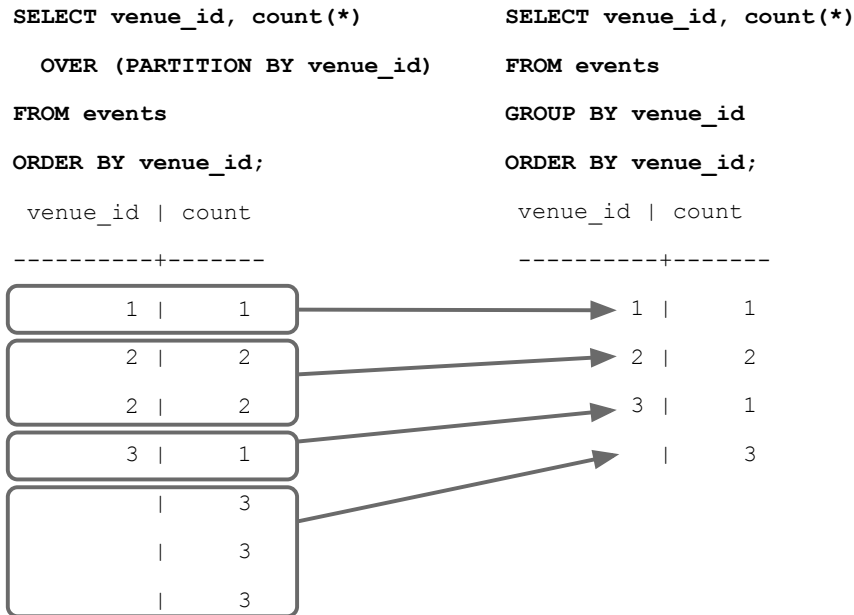 SELECT venue_id, count(*)
  OVER (PARTITION BY venue_id)
FROM events
ORDER BY venue_id;
 venue_id | count
----------+-------
        1 |     1
        2 |     2
        2 |     2
        3 |     1
          |     3
          |     3
          |     3
SELECT venue_id, count(*)
FROM events
GROUP BY venue_id
ORDER BY venue_id;
 venue_id | count
----------+-------
        1 |     1
        2 |     2
        3 |     1
          |     3